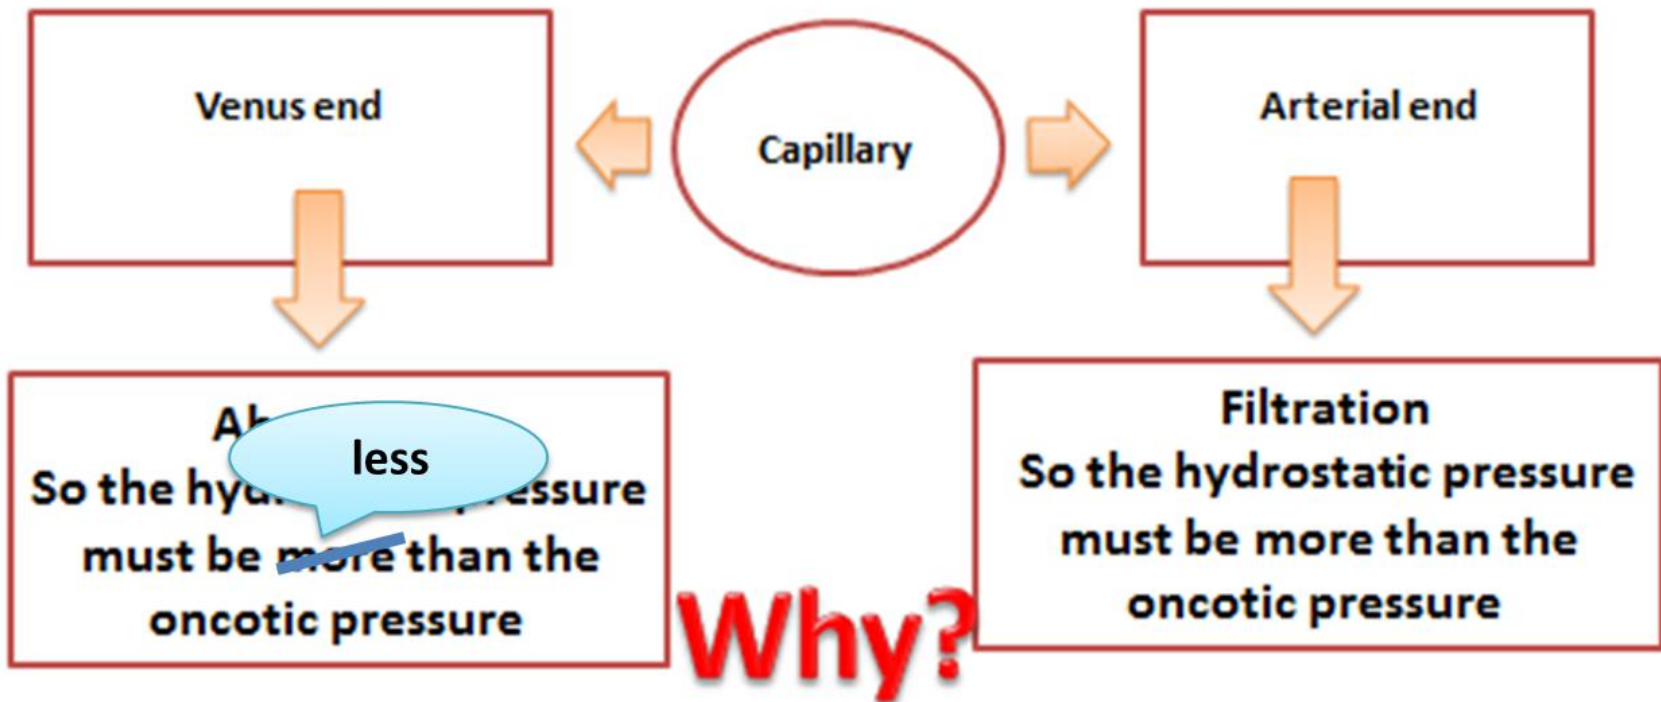 Venus end
Capillary
Arterial end
less
So the pressure
must be more than the
oncotic pressure
Why?
Filtration
So the hydrostatic pressure
must be more than the
oncotic pressure